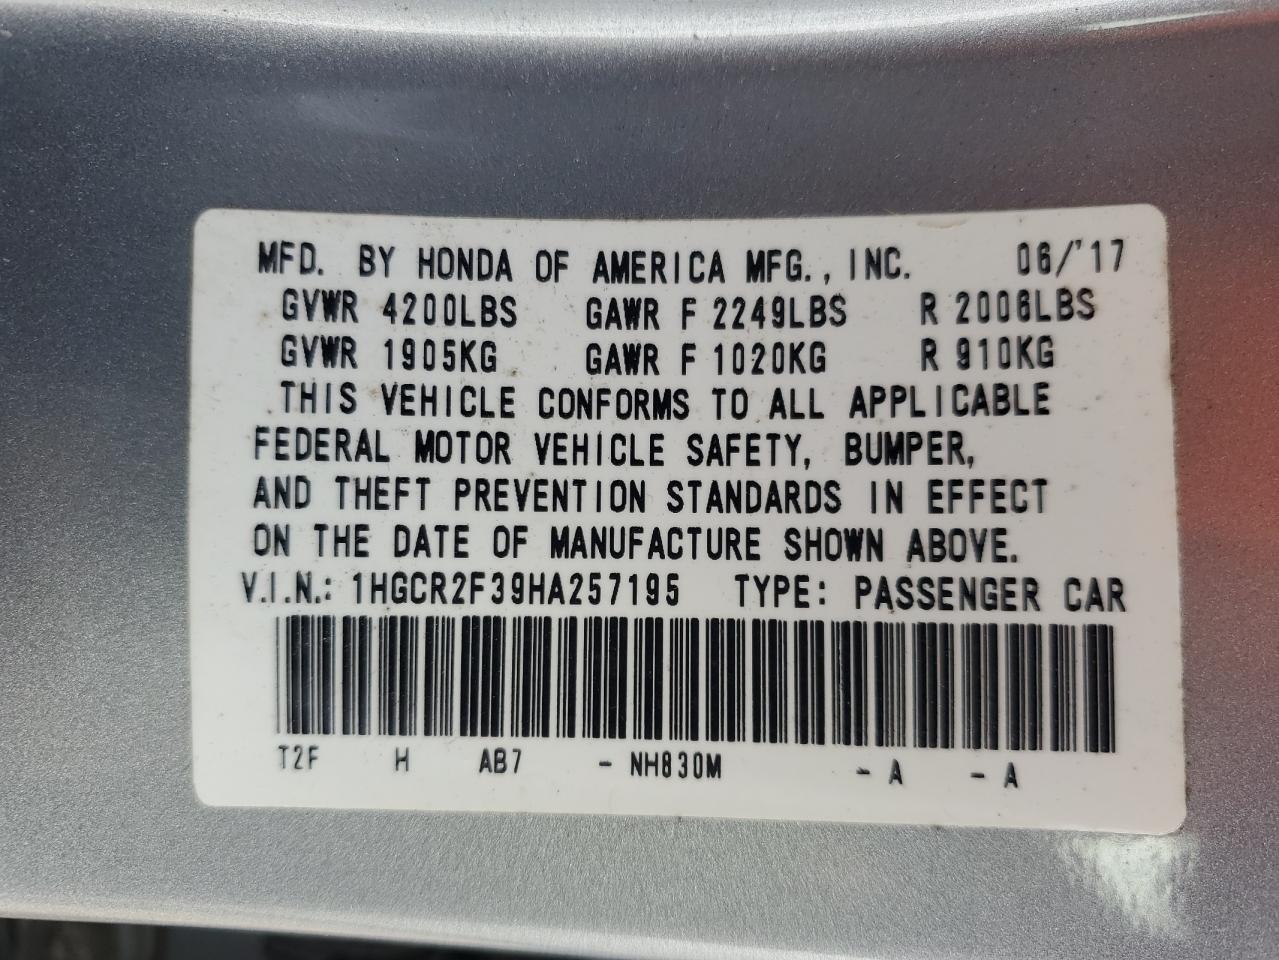 MFD. BY HONDA OF AMERICA MFG., INC. 06/'17
GVWR 4200LBS GAWR F 2249LBS R 2006LBS
GVWR 1905KG GAWR F 1020KG R 910KG
THIS VEHICLE CONFORMS TO ALL APPLICABLE
FEDERAL MOTOR VEHICLE SAFETY, BUMPER,
AND THEFT PREVENTION STANDARDS IN EFFECT
ON THE DATE OF MANUFACTURE SHOWN ABOVE.
V.I.N.: 1HGCR2F39HA257195 TYPE: PASSENGER CAR
T2F H AB7 - NH830M - A - A